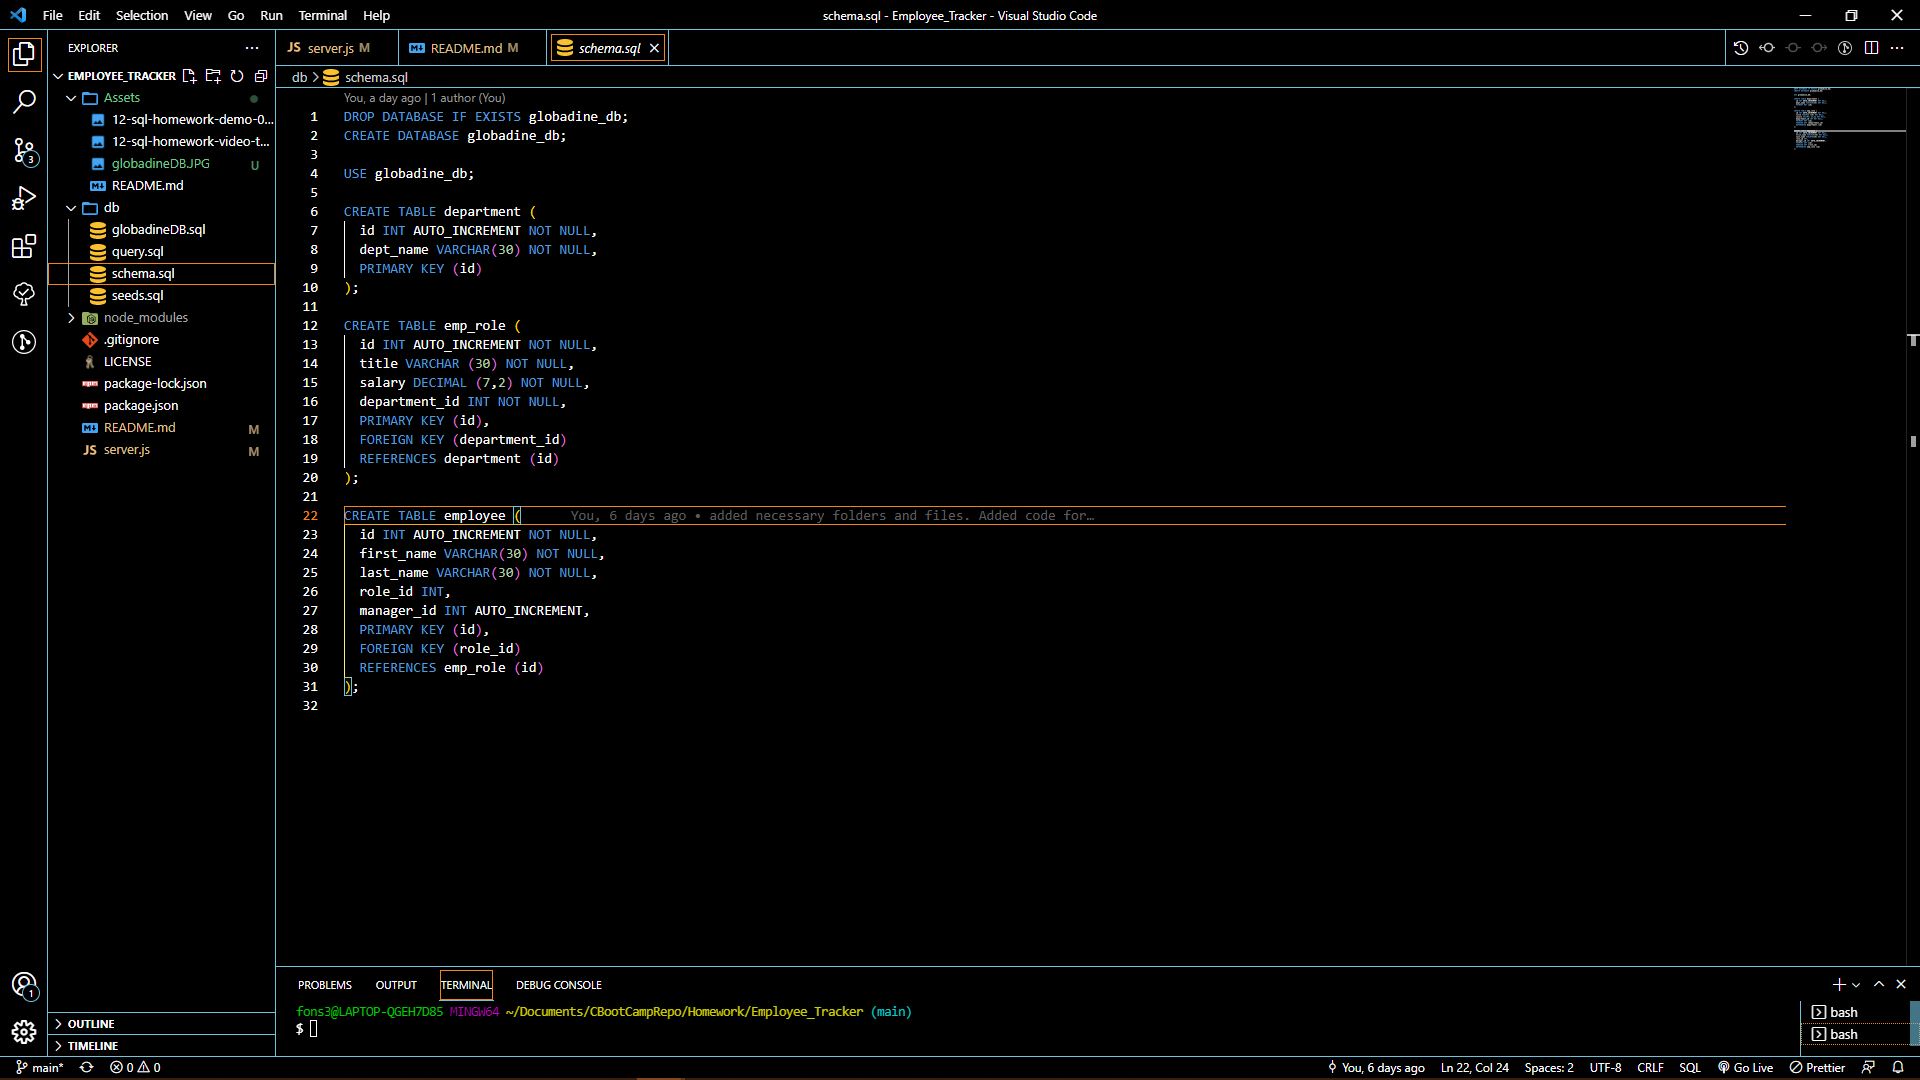 File Edit Selection View Go Run Terminal Help
schema.sql - Employee_Tracker - Visual Studio Code
EXPLORER
JS server.js M
README.md M
schema.sql
EMPLOYEE_TRACKER
db > schema.sql
Assets
12-sql-homework-demo-0...
12-sql-homework-video-t...
globadineDB.JPG U
README.md
db
globadineDB.sql
query.sql
schema.sql
seeds.sql
node_modules
.gitignore
LICENSE
package-lock.json
package.json
README.md M
JS server.js M
3
1
OUTLINE
TIMELINE
You, a day ago | 1 author (You)
1 DROP DATABASE IF EXISTS globadine_db;
2 CREATE DATABASE globadine_db;
3
4 USE globadine_db;
5
6 CREATE TABLE department (
7 id INT AUTO_INCREMENT NOT NULL,
8 dept_name VARCHAR(30) NOT NULL,
9 PRIMARY KEY (id)
10 );
11
12 CREATE TABLE emp_role (
13 id INT AUTO_INCREMENT NOT NULL,
14 title VARCHAR (30) NOT NULL,
15 salary DECIMAL (7,2) NOT NULL,
16 department_id INT NOT NULL,
17 PRIMARY KEY (id),
18 FOREIGN KEY (department_id)
19 REFERENCES department (id)
20 );
21
22 CREATE TABLE employee ( You, 6 days ago • added necessary folders and files. Added code for…
23 id INT AUTO_INCREMENT NOT NULL,
24 first_name VARCHAR(30) NOT NULL,
25 last_name VARCHAR(30) NOT NULL,
26 role_id INT,
27 manager_id INT AUTO_INCREMENT,
28 PRIMARY KEY (id),
29 FOREIGN KEY (role_id)
30 REFERENCES emp_role (id)
31 );
32
PROBLEMS OUTPUT TERMINAL DEBUG CONSOLE
fons3@LAPTOP-QGEH7D85 MINGW64 ~/Documents/CBootCampRepo/Homework/Employee_Tracker (main)
$
bash
bash
main* 0 0
You, 6 days ago Ln 22, Col 24 Spaces: 2 UTF-8 CRLF SQL Go Live Prettier